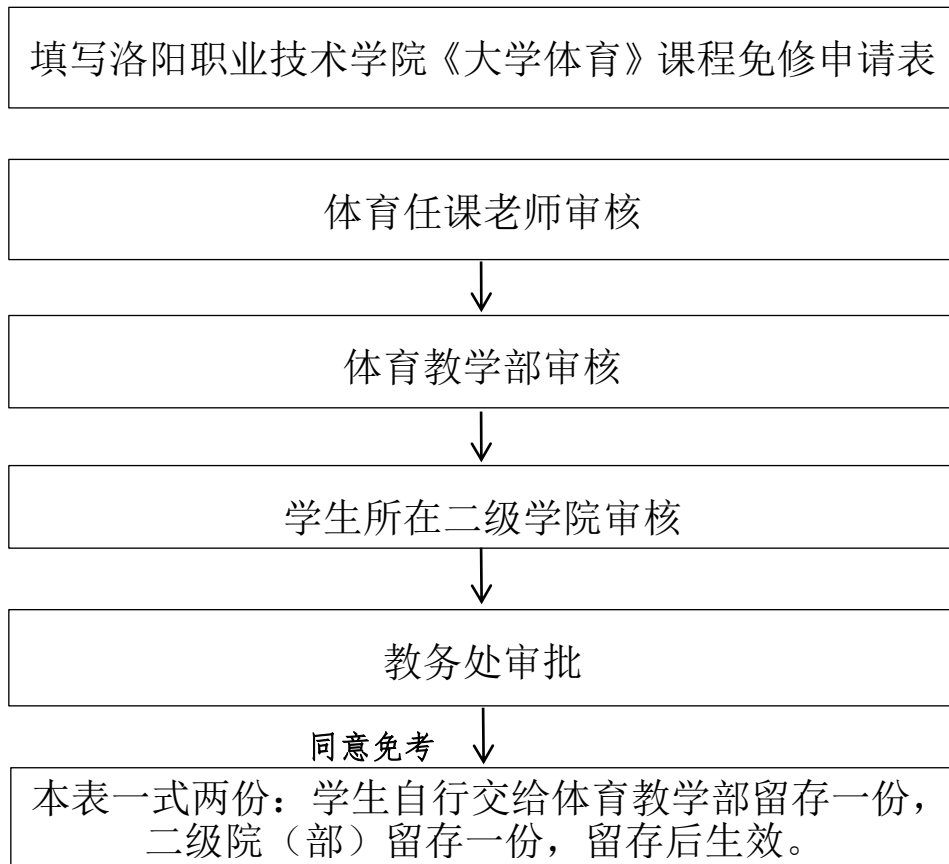 填写洛阳职业技术学院《大学体育》课程免修申请表
体育任课老师审核
体育教学部审核
学生所在二级学院审核
教务处审批
同意免考
本表一式两份：学生自行交给体育教学部留存一份，
二级院（部）留存一份，留存后生效。